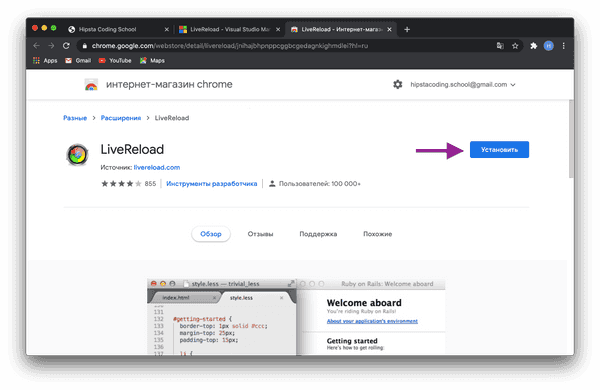 Hipsta Coding School
LiveReload - Visual Studio Mar
LiveReload - Интернет-магаз
chrome.google.com/webstore/detail/livereload/jnihajbhpnppcggbcgedagnkighmdlei?hl=ru
Apps
Gmail
YouTube
Maps
интернет-магазин chrome
hipstacoding.school@gmail.com
Разные
Расширения
LiveReload
LiveReload
Источник: livereload.com
855
Инструменты разработчика
Пользователей: 100 000+
Установить
Обзор
Отзывы
Поддержка
Похожие
style.less — trivial_less
index.html
style.less
130
131
132
133
134
135
136
137
#getting-started {
border-top: 1px solid #ccc;
margin-top: 25px;
padding-top: 15px;
Ruby on Rails: Welcome aboard
Welcome aboard
You're riding Ruby on Rails!
About your application's environment
Getting started
Here's how to get rolling: